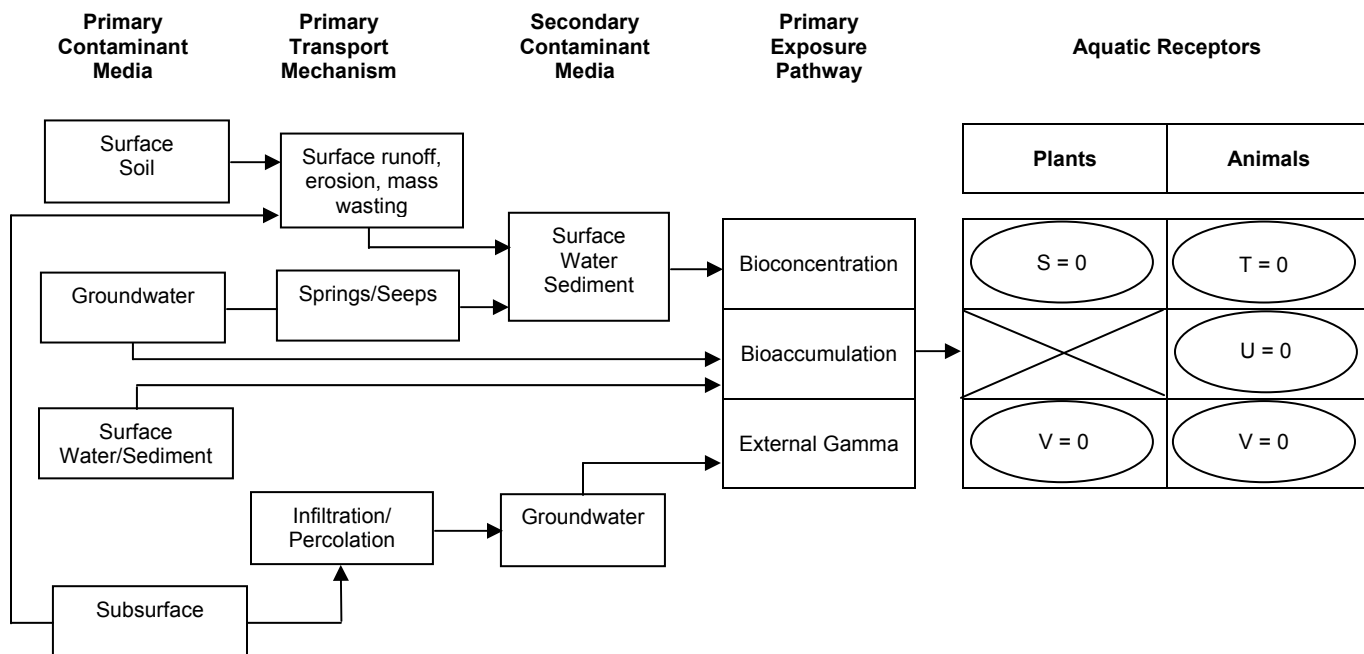 Primary
Contaminant
Media
Primary
Transport
Mechanism
Secondary
Contaminant
Media
Primary
Exposure
Pathway
Aquatic Receptors
Surface
Soil
Surface runoff,
erosion, mass
wasting
Plants
Animals
Surface
Water
Sediment
Bioconcentration
S = 0
T = 0
Groundwater
Springs/Seeps
Bioaccumulation
U = 0
Surface
Water/Sediment
External Gamma
V = 0
V = 0
Infiltration/
Percolation
Groundwater
Subsurface